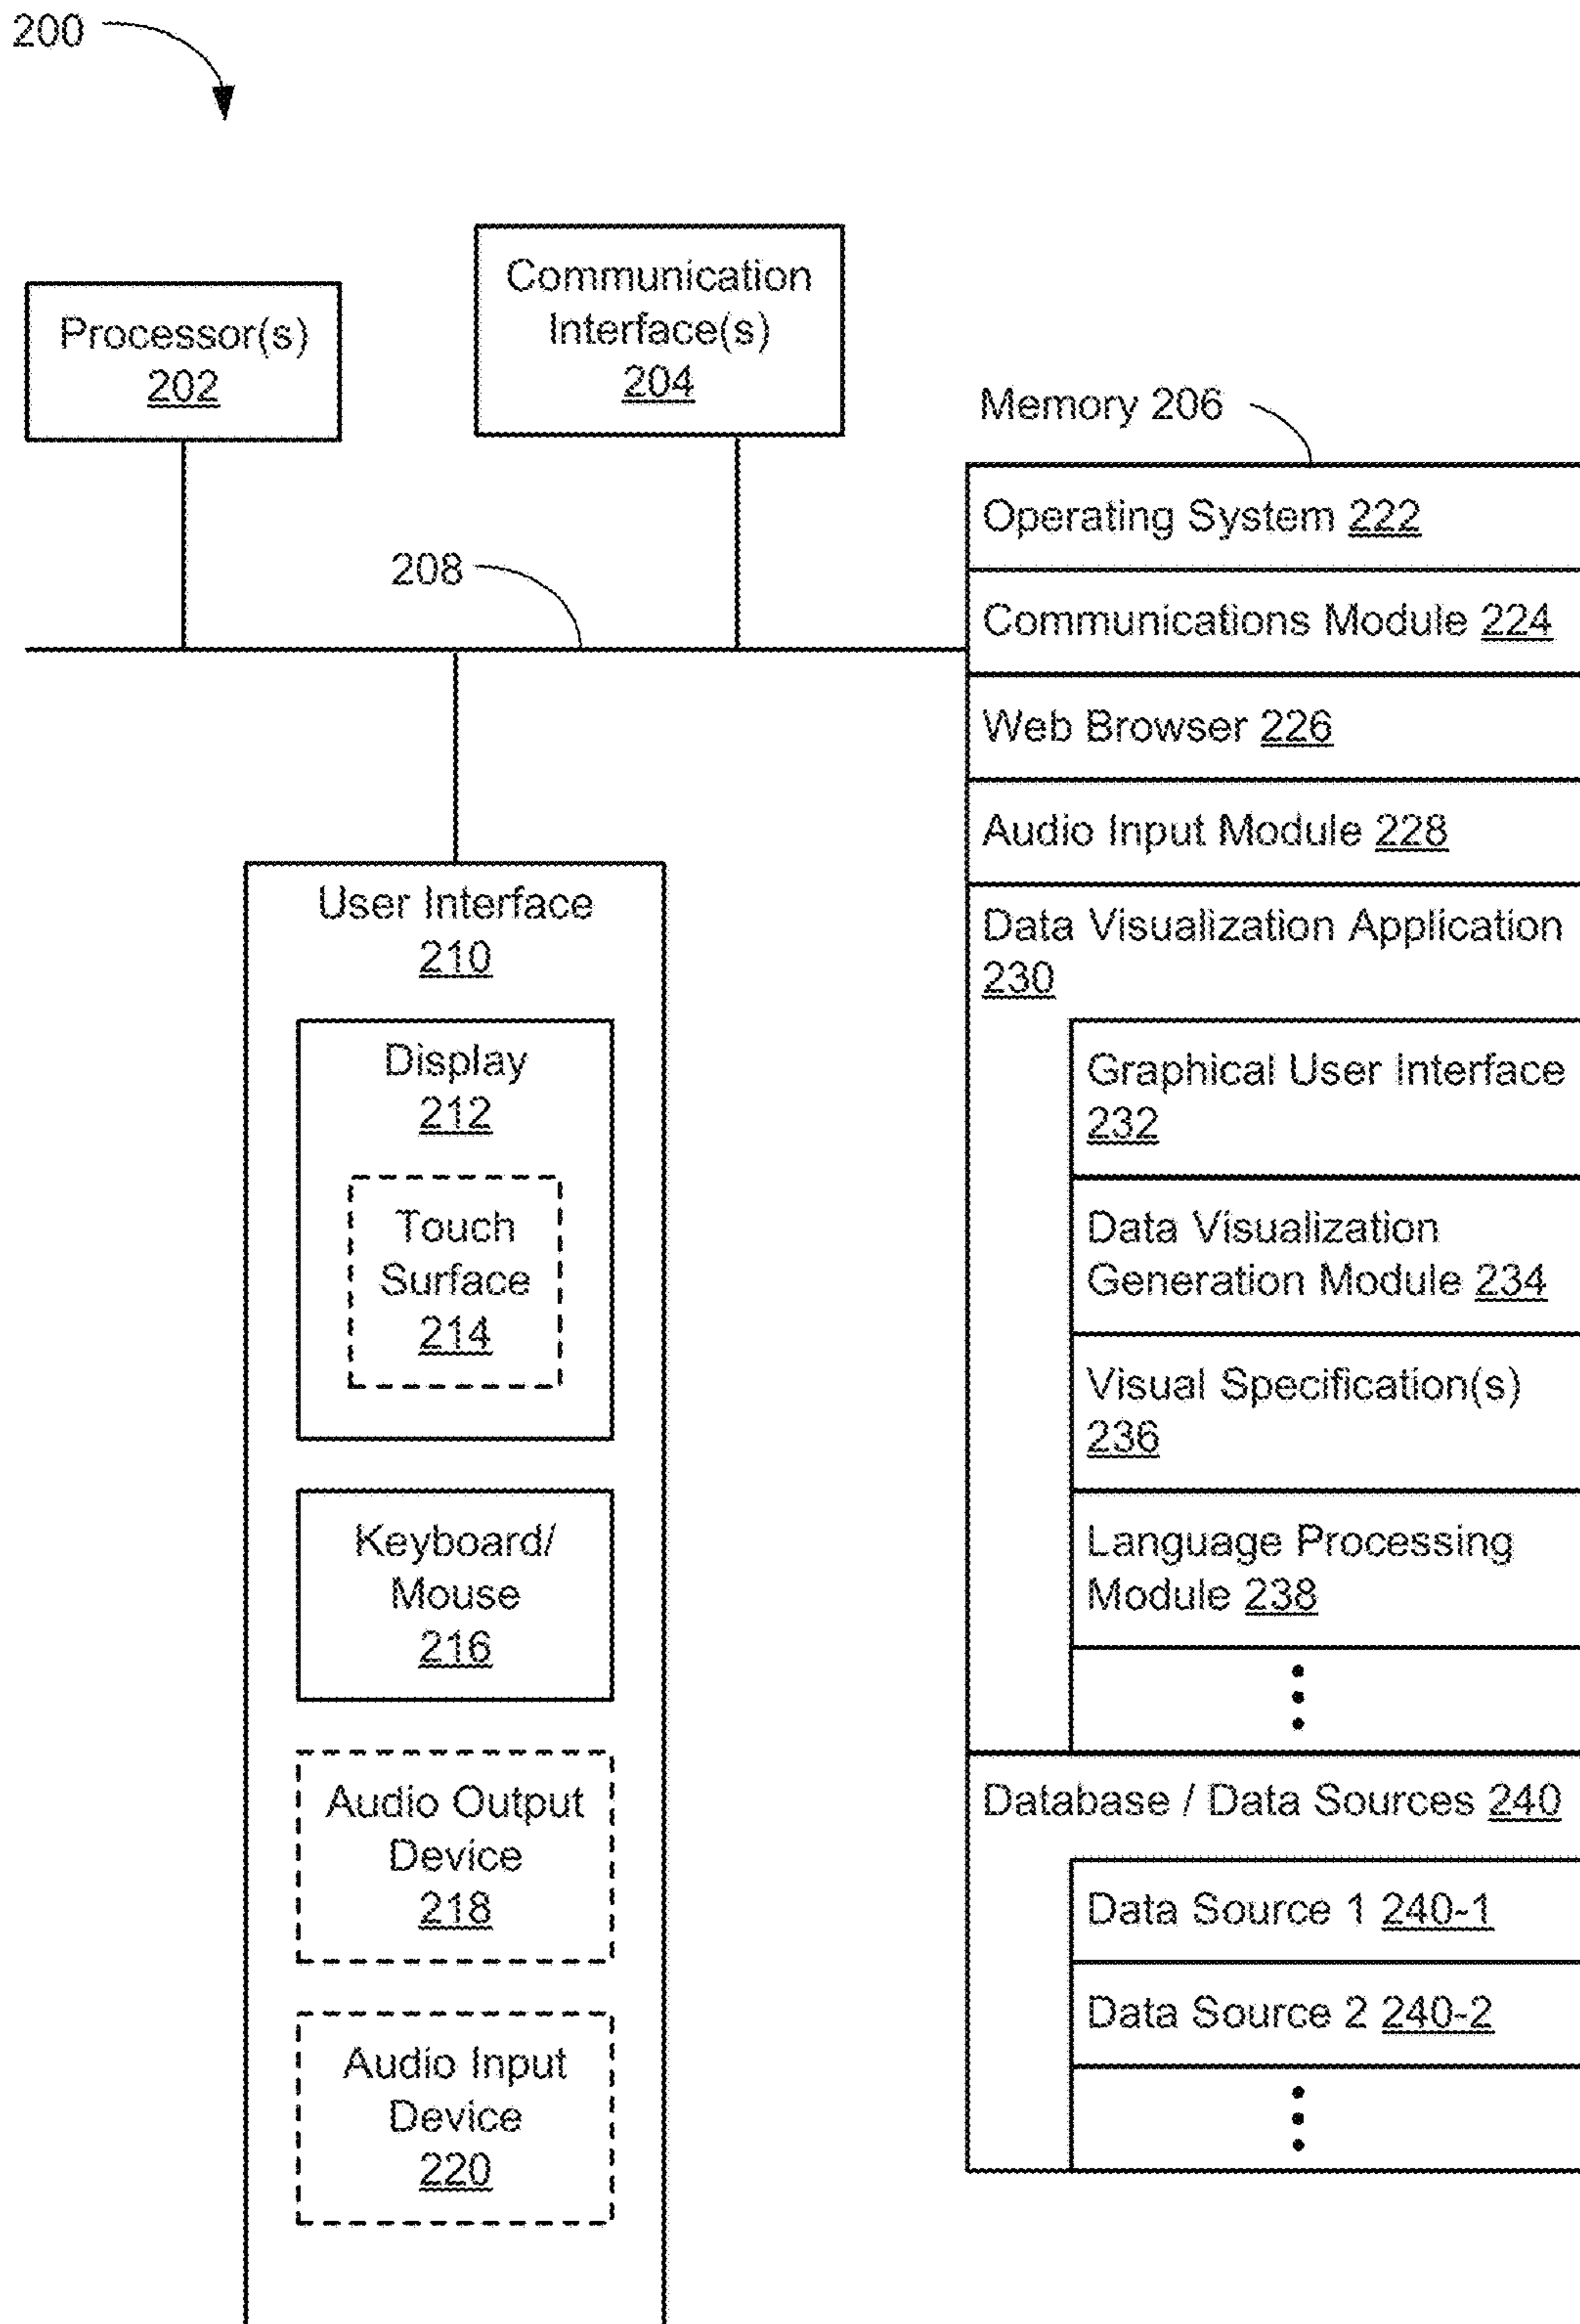 200
Processor(s)
202
Communication
Interface(s)
204
208
Memory 206
Operating System 222
Communications Module 224
Web Browser 226
Audio Input Module 228
Data Visualization Application
230
Graphical User Interface
232
Data Visualization
Generation Module 234
Visual Specification(s)
236
Language Processing
Module 238
Database / Data Sources 240
Data Source 1 240-1
Data Source 2 240-2
User Interface
210
Display
212
Touch
Surface
214
Keyboard/
Mouse
216
Audio Output
Device
218
Audio Input
Device
220